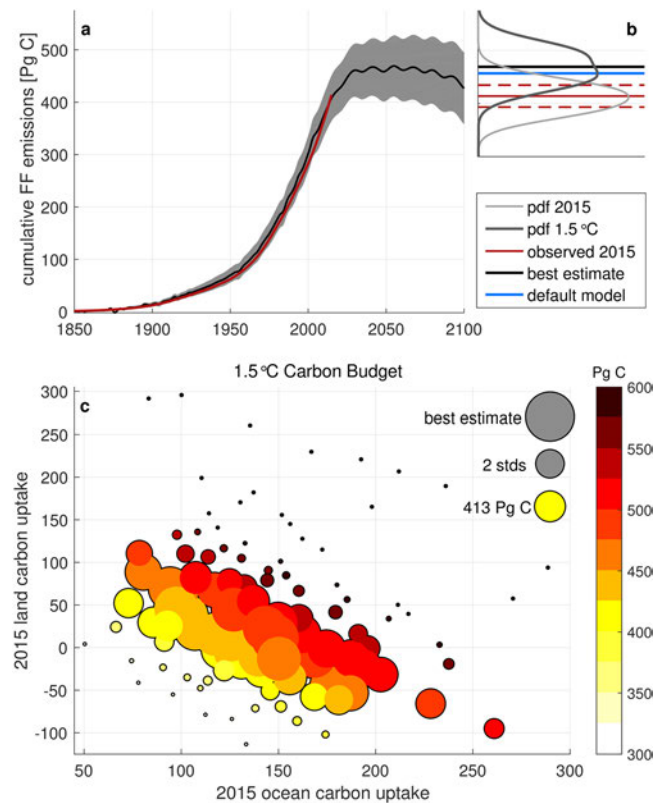 a
cumulative FF emissions [Pg C]
500
400
300
200
100
0
1850 1900 1950 2000 2050 2100
b
pdf 2015
pdf 1.5 °C
observed 2015
best estimate
default model
1.5°C Carbon Budget
c
2015 land carbon uptake
300
250
200
150
100
50
0
-50
-100
50 100 150 200 250 300
2015 ocean carbon uptake
best estimate
2 stds
413 Pg C
Pg C
6000
5500
5000
4500
4000
3500
3000